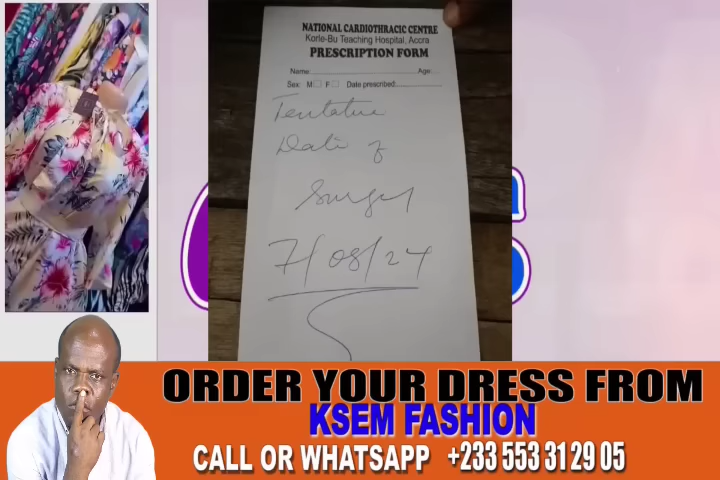 NATIONAL CARDIOTHRACIC CENTRE
Korle-Bu Teaching Hospital, Accra
PRESCRIPTION FORM
Name: Age:
Sex: M F Date prescribed:
Tentative
Date of
Surgery
7/08/24
ORDER YOUR DRESS FROM
KSEM FASHION
CALL OR WHATSAPP +233 553 31 29 05